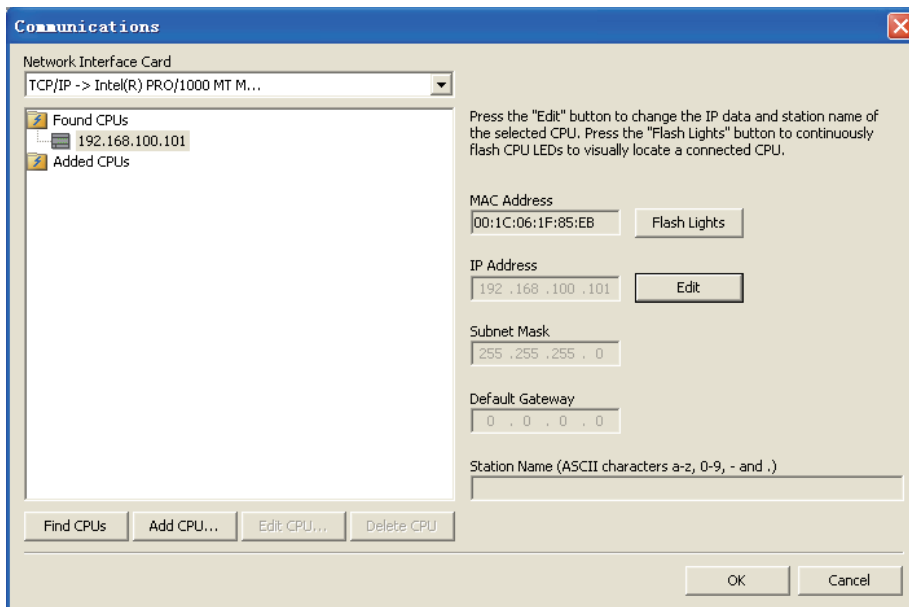 Communications
Network Interface Card
TCP/IP -> Intel(R) PRO/1000 MT M...
Found CPUs
192.168.100.101
Added CPUs
Press the "Edit" button to change the IP data and station name of
the selected CPU. Press the "Flash Lights" button to continuously
flash CPU LEDs to visually locate a connected CPU.
MAC Address
00:1C:06:1F:85:EB
Flash Lights
IP Address
192 .168 .100 .101
Edit
Subnet Mask
255 .255 .255 . 0
Default Gateway
0 . 0 . 0 . 0
Station Name (ASCII characters a-z, 0-9, - and .)
Find CPUs
Add CPU...
Edit CPU...
Delete CPU
OK
Cancel